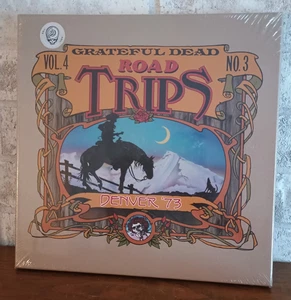 GRATEFUL DEAD
VOL. 4 ROAD NO. 3
TRIPS
DENVER '73